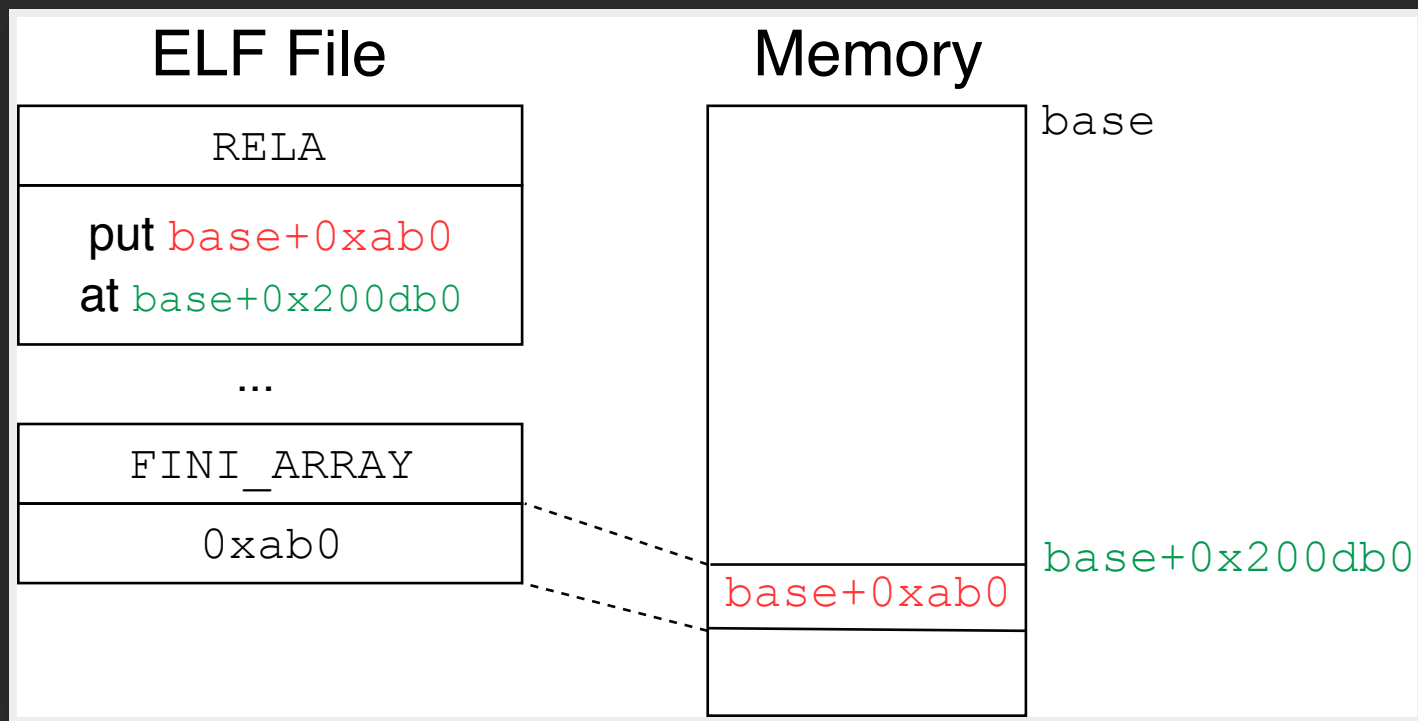 ELF File
RELA
put base+0xab0
at base+0x200db0
...
FINI_ARRAY
0xab0
Memory
base
base+0x200db0
base+0xab0